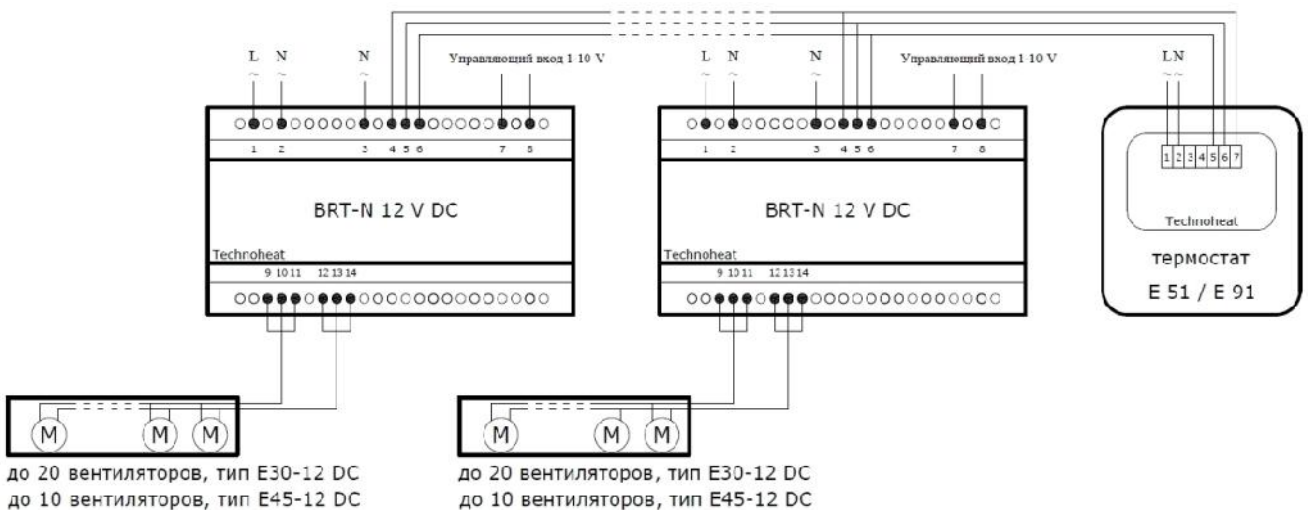 L N N Управляющий вход 1-10 V L N N Управляющий вход 1-10 V L N
~ ~ ~ ~ ~ ~ ~ ~
1 2 3 4 5 6 7 8 1 2 3 4 5 6 7 8 1 2 3 4 5 6 7
BRT-N 12 V DC BRT-N 12 V DC
Technoheat Technoheat Technoheat
9 10 11 12 13 14 9 10 11 12 13 14
термостат
E 51 / E 91
M M M M M M
до 20 вентиляторов, тип E30-12 DC до 20 вентиляторов, тип E30-12 DC
до 10 вентиляторов, тип E45-12 DC до 10 вентиляторов, тип E45-12 DC